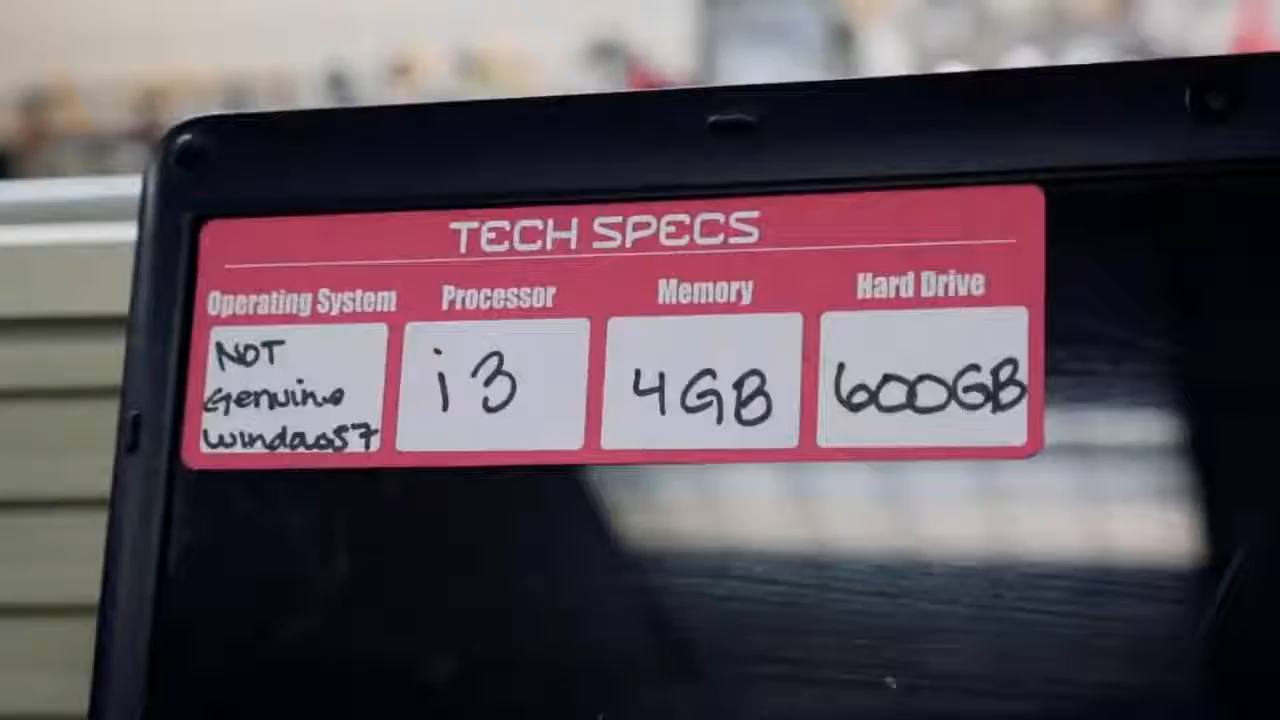 TECH SPECS
Operating System Processor Memory Hard Drive
NOT
Genuine
windows7
i3
4GB
600GB